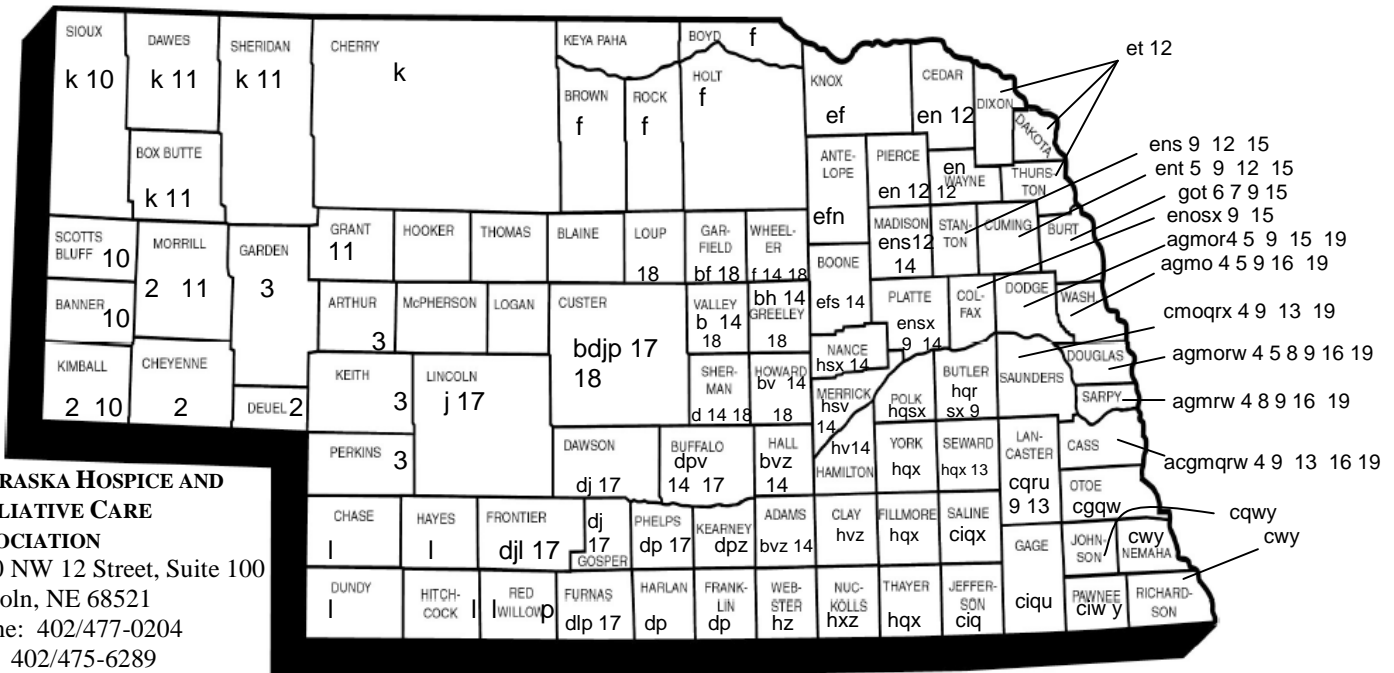 SIOUX
k 10
DAWES
k 11
SHERIDAN
k 11
CHERRY
k
KEYA PAHA
BOYD
f
BROWN
f
ROCK
f
HOLT
f
KNOX
ef
CEDAR
en 12
DIXON
DAKOTA
et 12
BOX BUTTE
k 11
ANTE-
LOPE
efn
PIERCE
en 12
en
WAYNE
12
THURS-
TON
ens 9 12 15
ent 5 9 12 15
got 6 7 9 15
enosx 9 15
agmor4 5 9 15 19
agmo 4 5 9 16 19
cmoqrx 4 9 13 19
agmorw 4 5 8 9 16 19
agmrw 4 8 9 16 19
acgmqrw 4 9 13 16 19
SCOTTS
BLUFF 10
MORRILL
2 11
GARDEN
3
GRANT
11
HOOKER
THOMAS
BLAINE
LOUP
18
GAR-
FIELD
bf 18
WHEEL-
ER
f 14 18
BOONE
efs 14
MADISON
ens12
14
STAN-
TON
CUMING
BURT
BANNER
10
ARTHUR
3
McPHERSON
LOGAN
CUSTER
bdjp 17
18
VALLEY
b 14
18
bh 14
GREELEY
18
PLATTE
ensx
9 14
COL-
FAX
DODGE
WASH.
KIMBALL
2 10
CHEYENNE
2
DEUEL 2
KEITH
3
LINCOLN
j 17
SHER-
MAN
d 14 18
HOWARD
bv 14
18
NANCE
hsx 14
MERRICK
hsv
14
POLK
hqsx
BUTLER
hqr
sx 9
SAUNDERS
DOUGLAS
SARPY
PERKINS 3
DAWSON
dj 17
BUFFALO
dpv
14 17
HALL
bvz
14
hv14
HAMILTON
YORK
hqx
SEWARD
hqx 13
LAN-
CASTER
cqru
9 13
CASS
OTOE
cgqw
CHASE
l
HAYES
l
FRONTIER
djl 17
dj
17
GOSPER
PHELPS
dp 17
KEARNEY
dpz
ADAMS
bvz 14
CLAY
hvz
FILLMORE
hqx
SALINE
ciqx
GAGE
ciqu
JOHN-
SON
cqwy
cwy
NEMAHA
cwy
DUNDY
l
HITCH-
COCK l
RED
l WILLOW p
FURNAS
dlp 17
HARLAN
dp
FRANK-
LIN
dp
WEB-
STER
hz
NUC-
KOLLS
hxz
THAYER
hqx
JEFFER-
SON
ciq
PAWNEE
ciw y
RICHARD-
SON
RASKA HOSPICE AND
LIATIVE CARE
OCIATION
0 NW 12 Street, Suite 100
oln, NE 68521
ne: 402/477-0204
402/475-6289